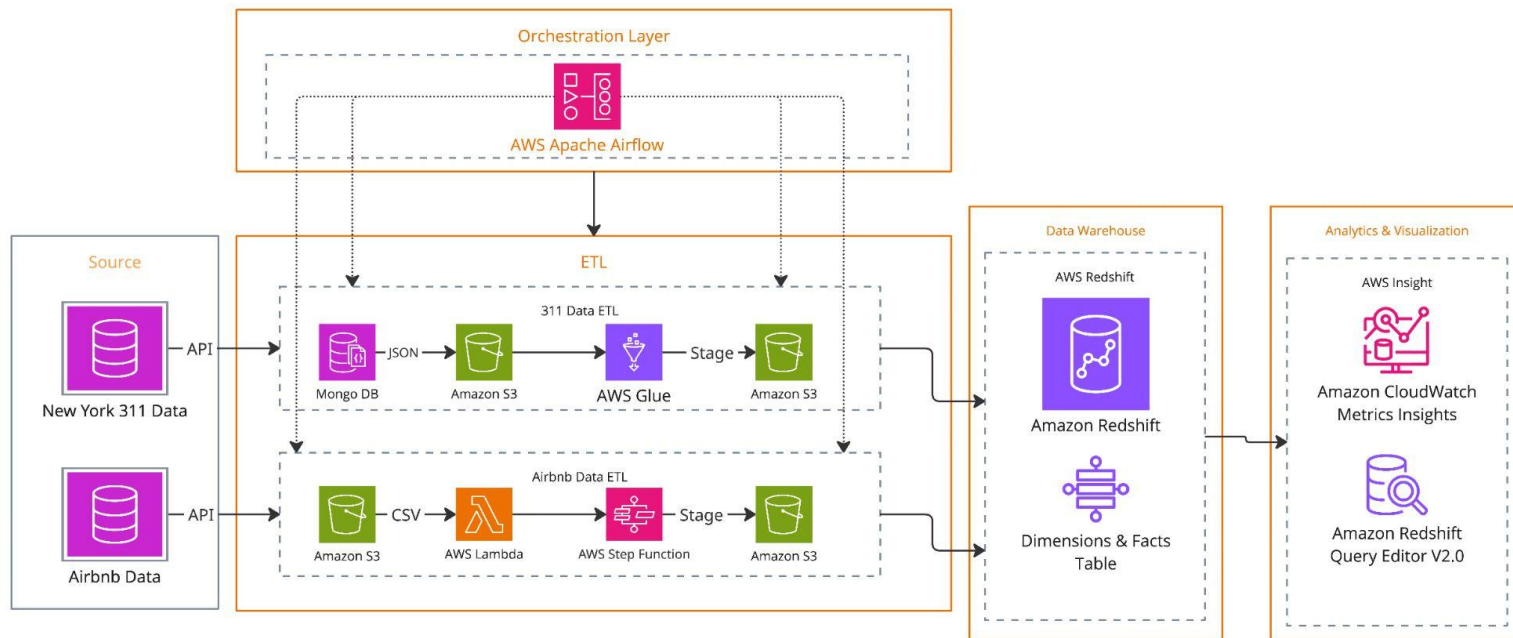 Orchestration Layer
AWS Apache Airflow
Source
New York 311 Data
API
Airbnb Data
API
ETL
311 Data ETL
Mongo DB
JSON
Amazon S3
AWS Glue
Stage
Amazon S3
Airbnb Data ETL
Amazon S3
CSV
AWS Lambda
AWS Step Function
Stage
Amazon S3
Data Warehouse
AWS Redshift
Amazon Redshift
Dimensions & Facts
Table
Analytics & Visualization
AWS Insight
Amazon CloudWatch
Metrics Insights
Amazon Redshift
Query Editor V2.0